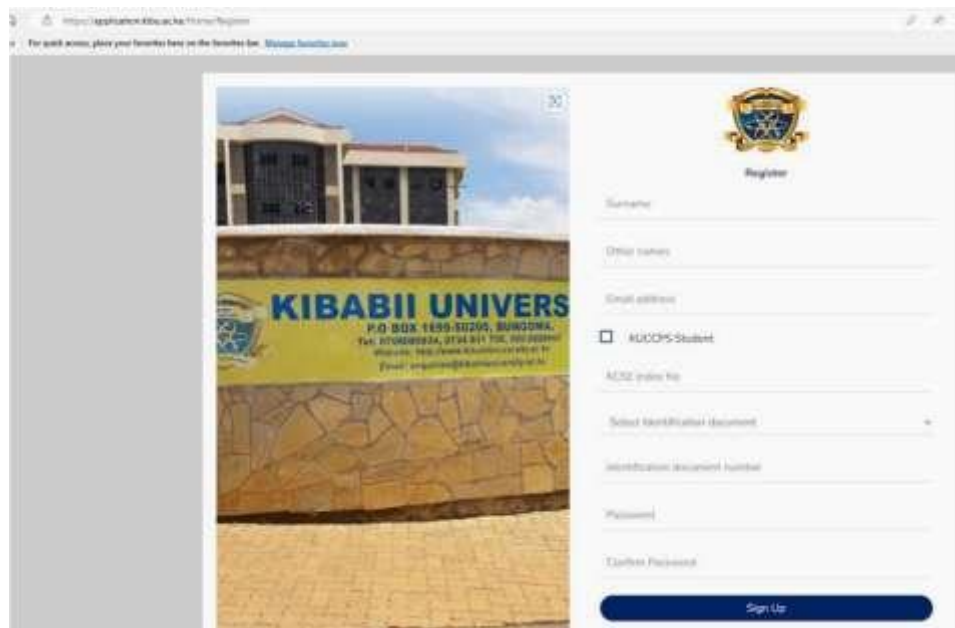 https://application.kibu.ac.ke/Home/Register
For quick access, place your favorites here on the favorites bar. Manage favorites now
KIBABII UNIVERS
P.O BOX 1699-50200, BUNGOMA.
Register
Surname
Other names
Email address
KUCCPS Student
KCSE Index No
Select Identification document
Identification document number
Password
Confirm Password
Sign Up